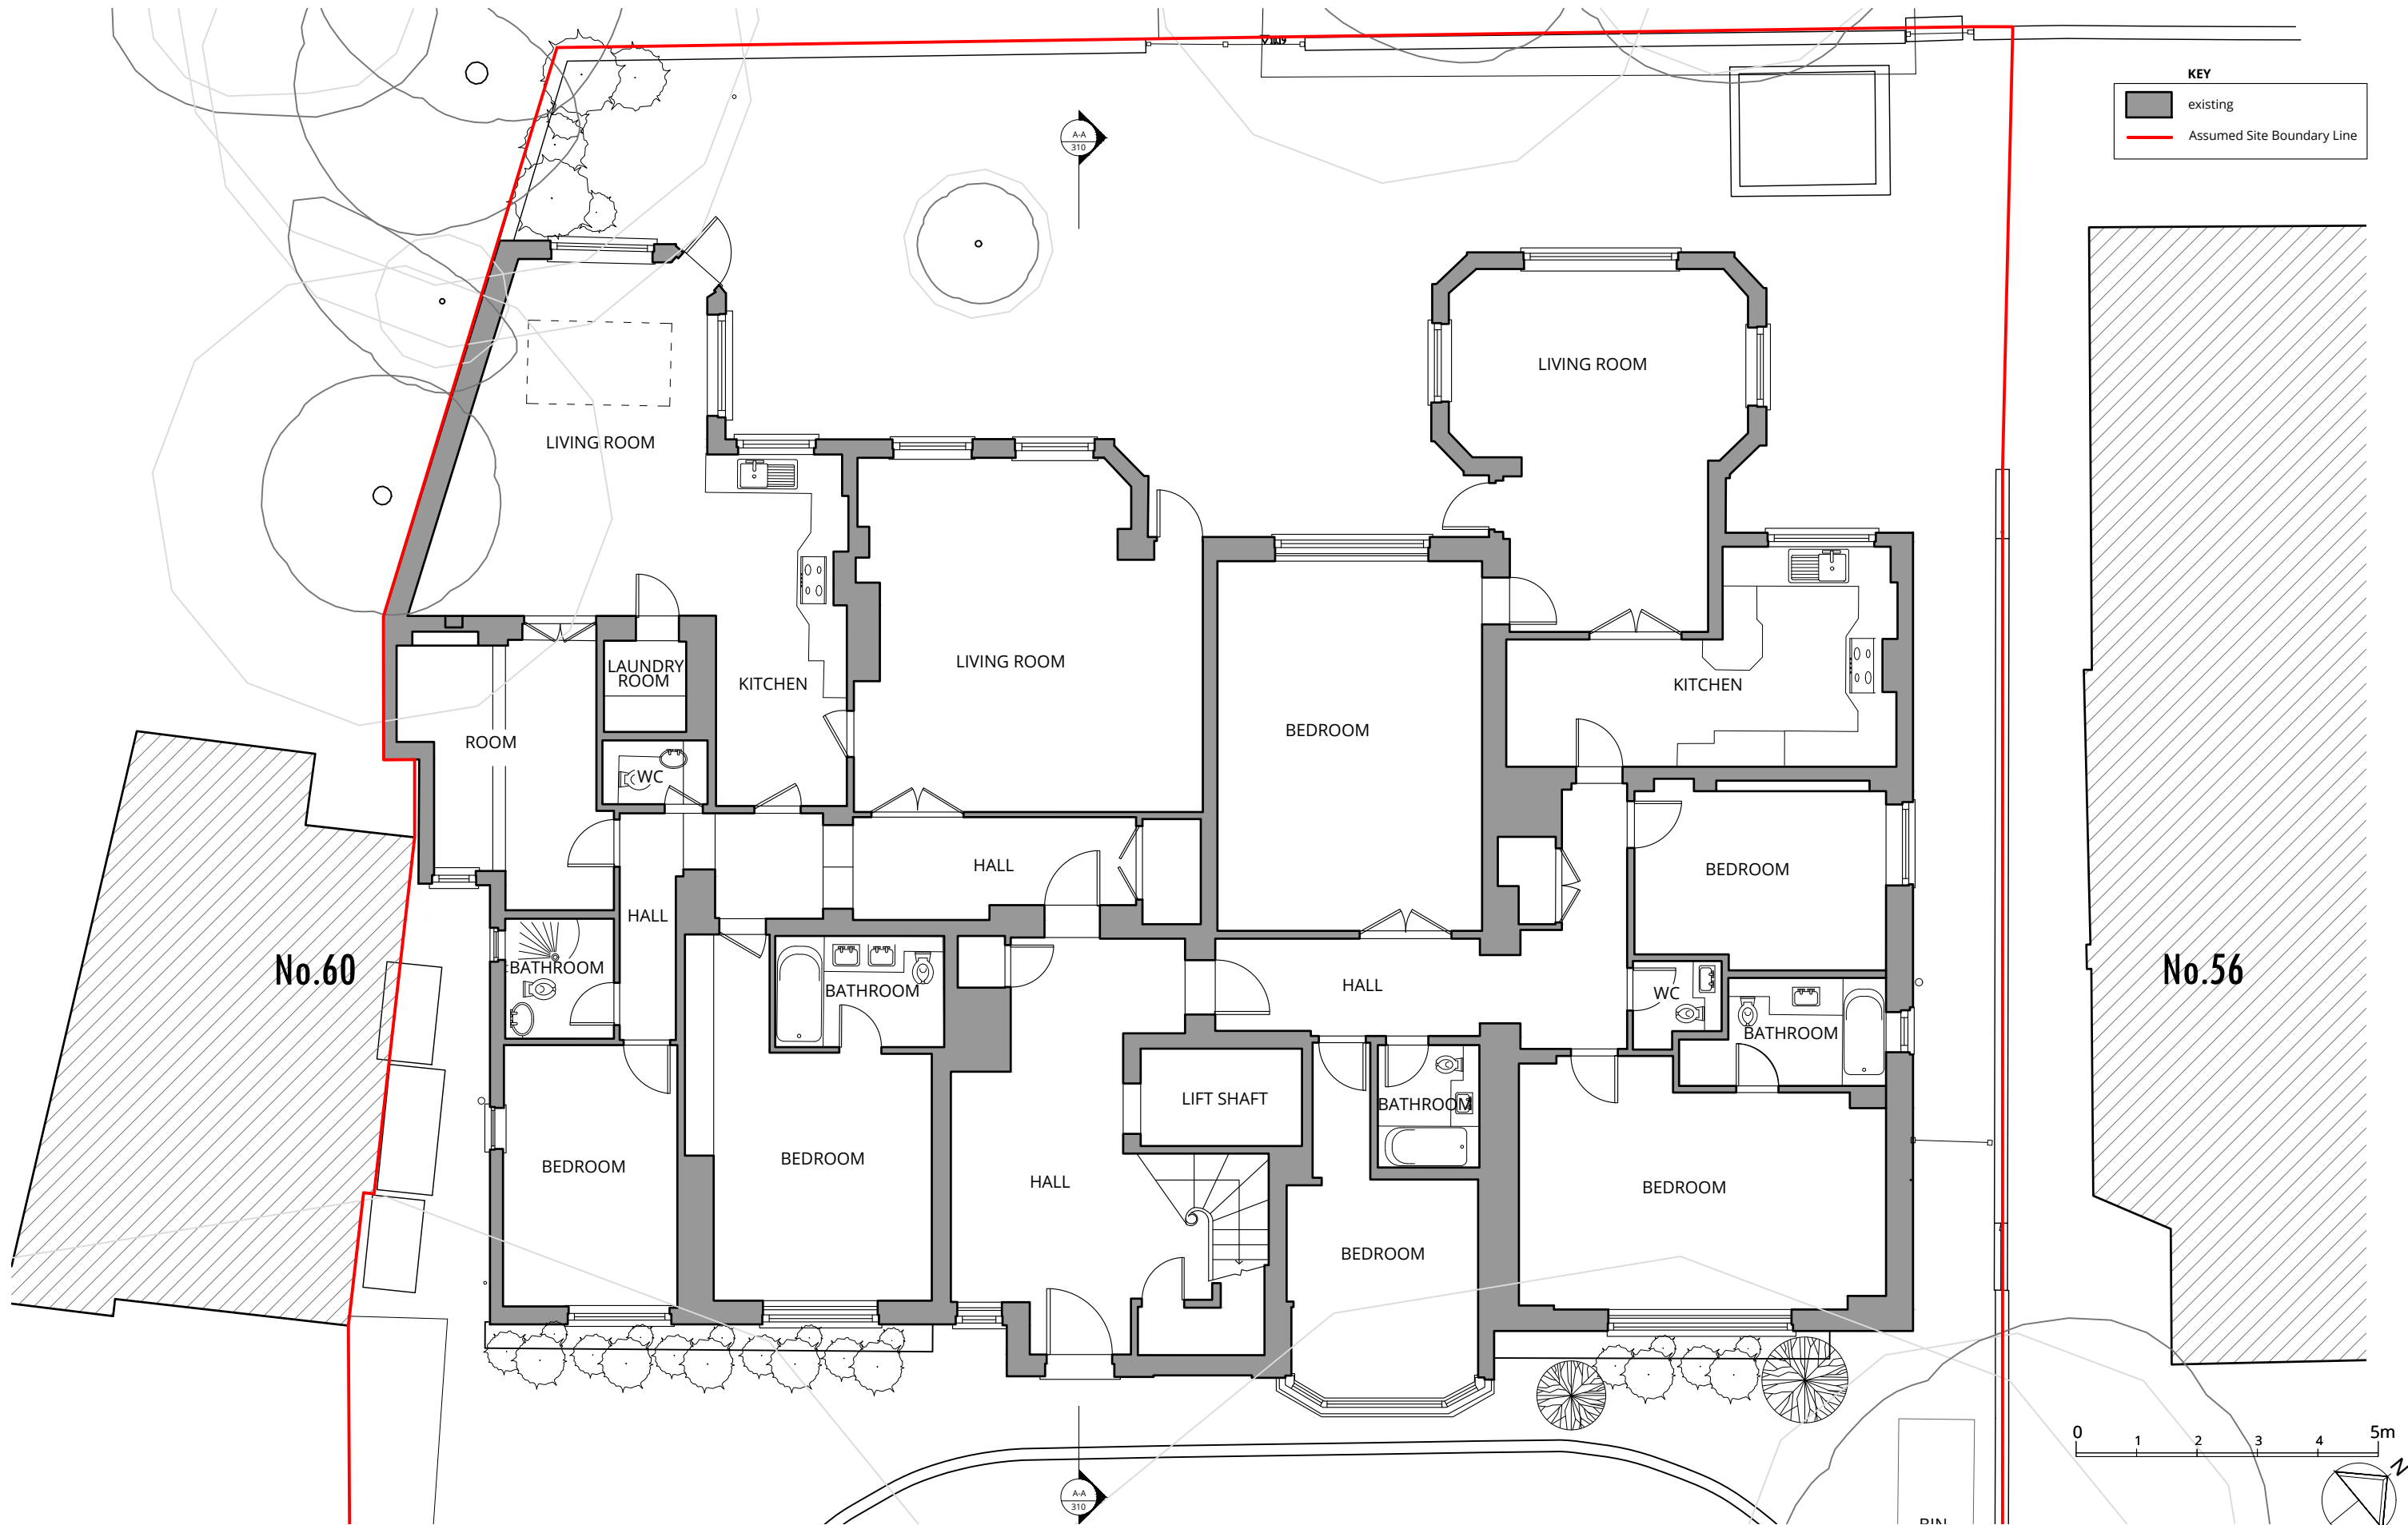 KEY
existing
Assumed Site Boundary Line
A-A
310
LIVING ROOM
LIVING ROOM
LIVING ROOM
LAUNDRY
ROOM
KITCHEN
KITCHEN
ROOM
BEDROOM
WC
HALL
BEDROOM
HALL
No.60
BATHROOM
BATHROOM
HALL
WC
BATHROOM
No.56
LIFT SHAFT
BATHROOM
BEDROOM
BEDROOM
HALL
BEDROOM
BEDROOM
0 1 2 3 4 5m
A-A
310
N
BIN